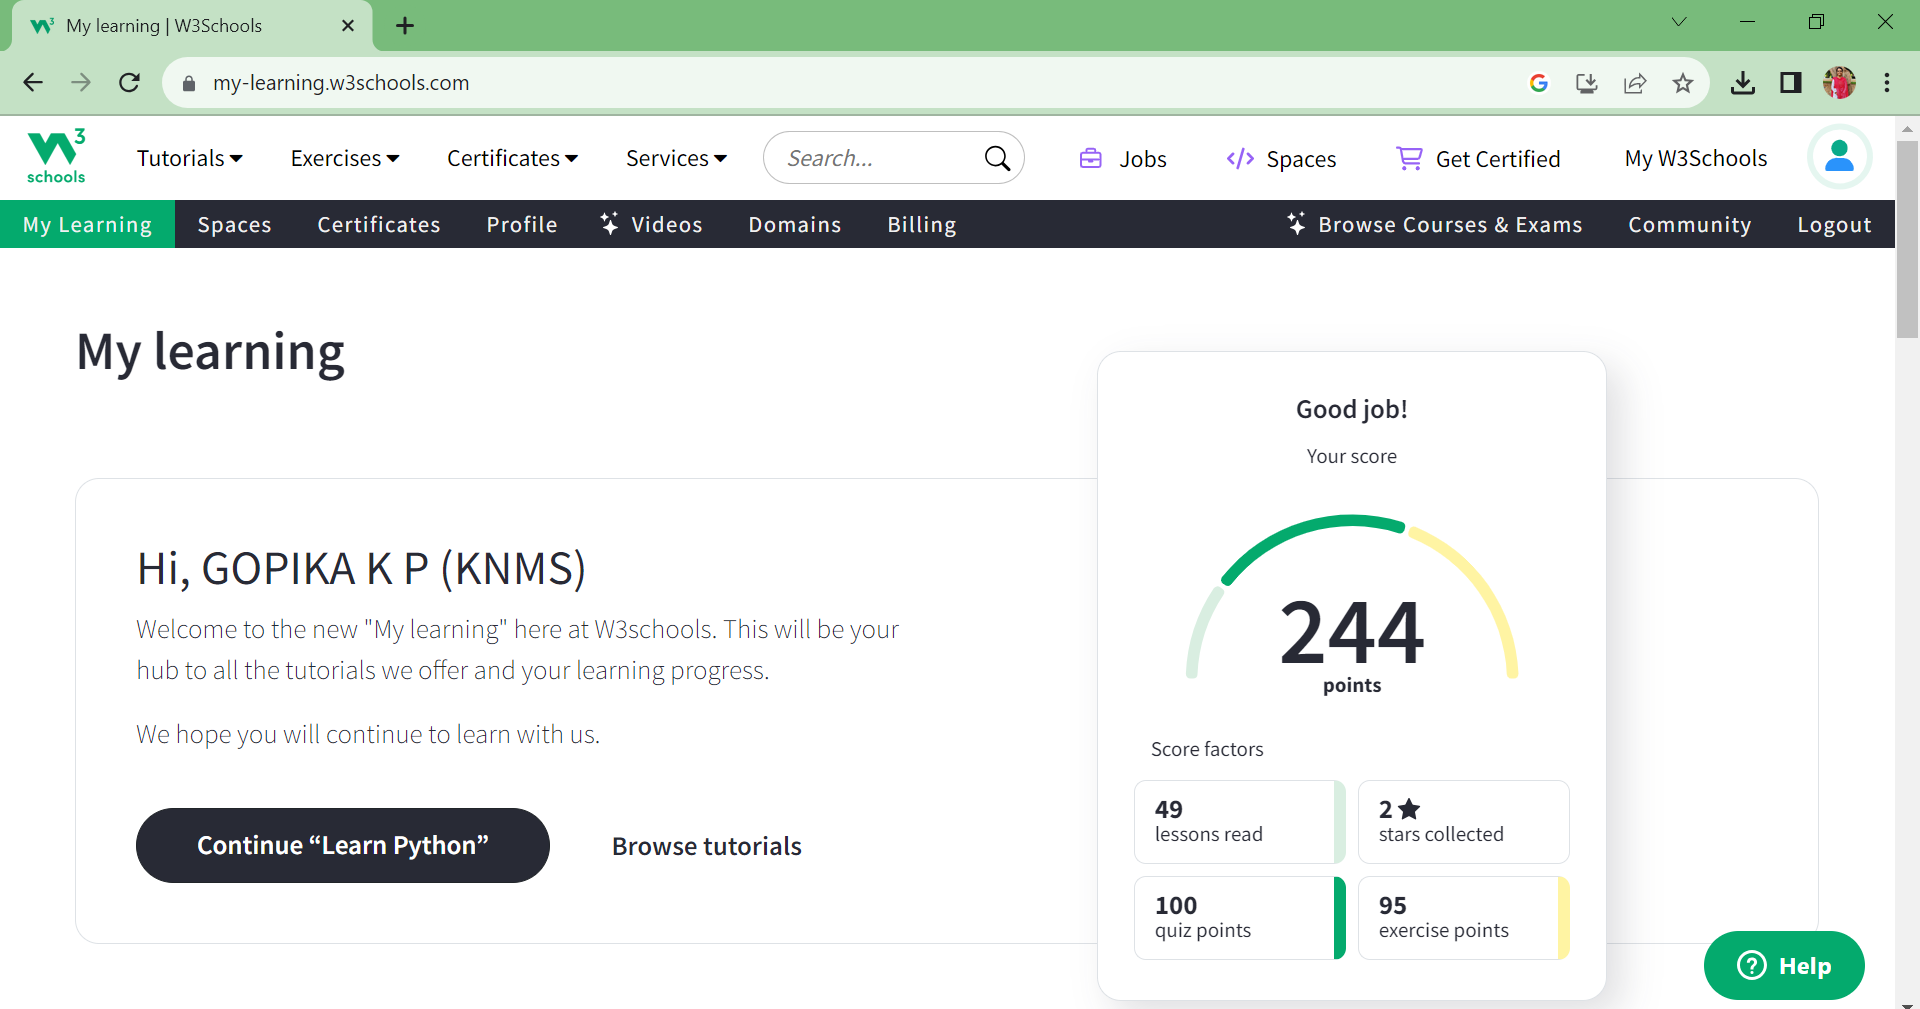 My learning | W3Schools
my-learning.w3schools.com
W3 schools
Tutorials Exercises Certificates Services Search... Jobs Spaces Get Certified My W3Schools
My Learning Spaces Certificates Profile Videos Domains Billing Browse Courses & Exams Community Logout
My learning
Hi, GOPIKA K P (KNMS)
Welcome to the new "My learning" here at W3schools. This will be your
hub to all the tutorials we offer and your learning progress.
We hope you will continue to learn with us.
Continue “Learn Python” Browse tutorials
Good job!
Your score
244
points
Score factors
49
lessons read
2
stars collected
100
quiz points
95
exercise points
Help